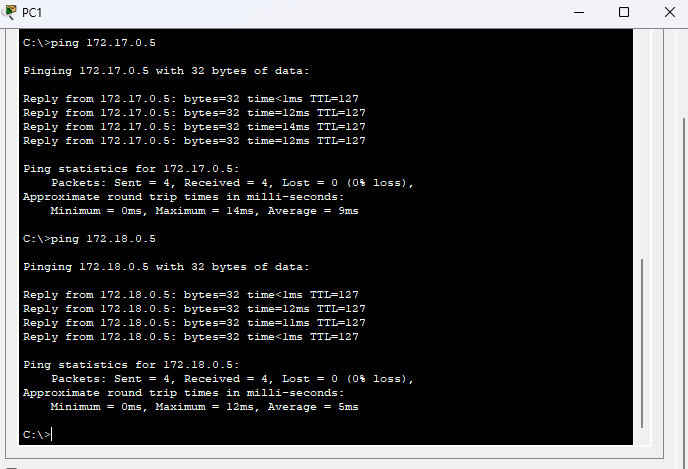 PC1
C:\>ping 172.17.0.5
Pinging 172.17.0.5 with 32 bytes of data:
Reply from 172.17.0.5: bytes=32 time<1ms TTL=127
Reply from 172.17.0.5: bytes=32 time=12ms TTL=127
Reply from 172.17.0.5: bytes=32 time=14ms TTL=127
Reply from 172.17.0.5: bytes=32 time=12ms TTL=127
Ping statistics for 172.17.0.5:
Packets: Sent = 4, Received = 4, Lost = 0 (0% loss),
Approximate round trip times in milli-seconds:
Minimum = 0ms, Maximum = 14ms, Average = 9ms
C:\>ping 172.18.0.5
Pinging 172.18.0.5 with 32 bytes of data:
Reply from 172.18.0.5: bytes=32 time<1ms TTL=127
Reply from 172.18.0.5: bytes=32 time=12ms TTL=127
Reply from 172.18.0.5: bytes=32 time=11ms TTL=127
Reply from 172.18.0.5: bytes=32 time<1ms TTL=127
Ping statistics for 172.18.0.5:
Packets: Sent = 4, Received = 4, Lost = 0 (0% loss),
Approximate round trip times in milli-seconds:
Minimum = 0ms, Maximum = 12ms, Average = 5ms
C:\>